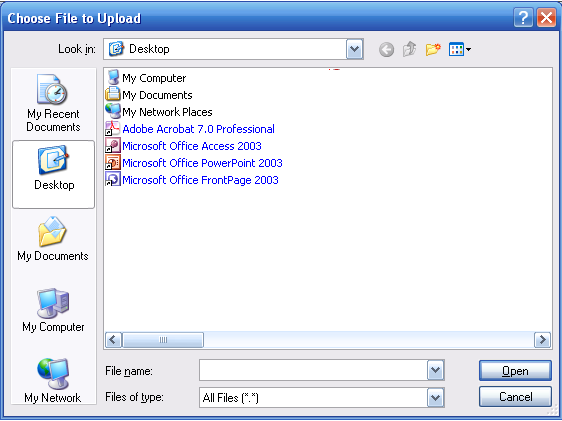 Choose File to Upload
Look in: Desktop
My Recent
Documents
Desktop
My Documents
My Computer
My Network
My Computer
My Documents
My Network Places
Adobe Acrobat 7.0 Professional
Microsoft Office Access 2003
Microsoft Office PowerPoint 2003
Microsoft Office FrontPage 2003
File name:
Open
Files of type: All Files (*.*)
Cancel